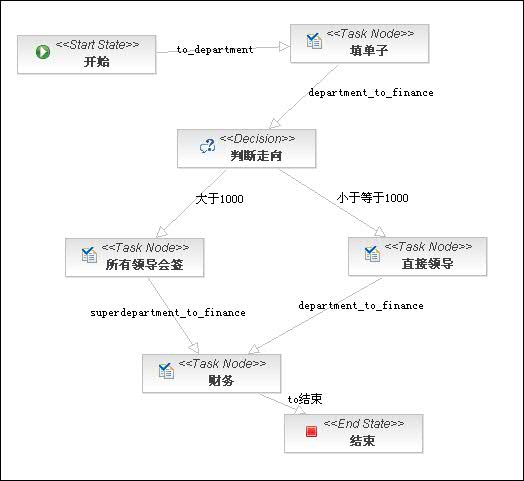 <<Start State>>
开始
to_department
<<Task Node>>
填单子
department_to_finance
<<Decision>>
判断走向
大于1000
小于等于1000
<<Task Node>>
所有领导会签
<<Task Node>>
直接领导
superdepartment_to_finance
department_to_finance
<<Task Node>>
财务
to结束
<<End State>>
结束